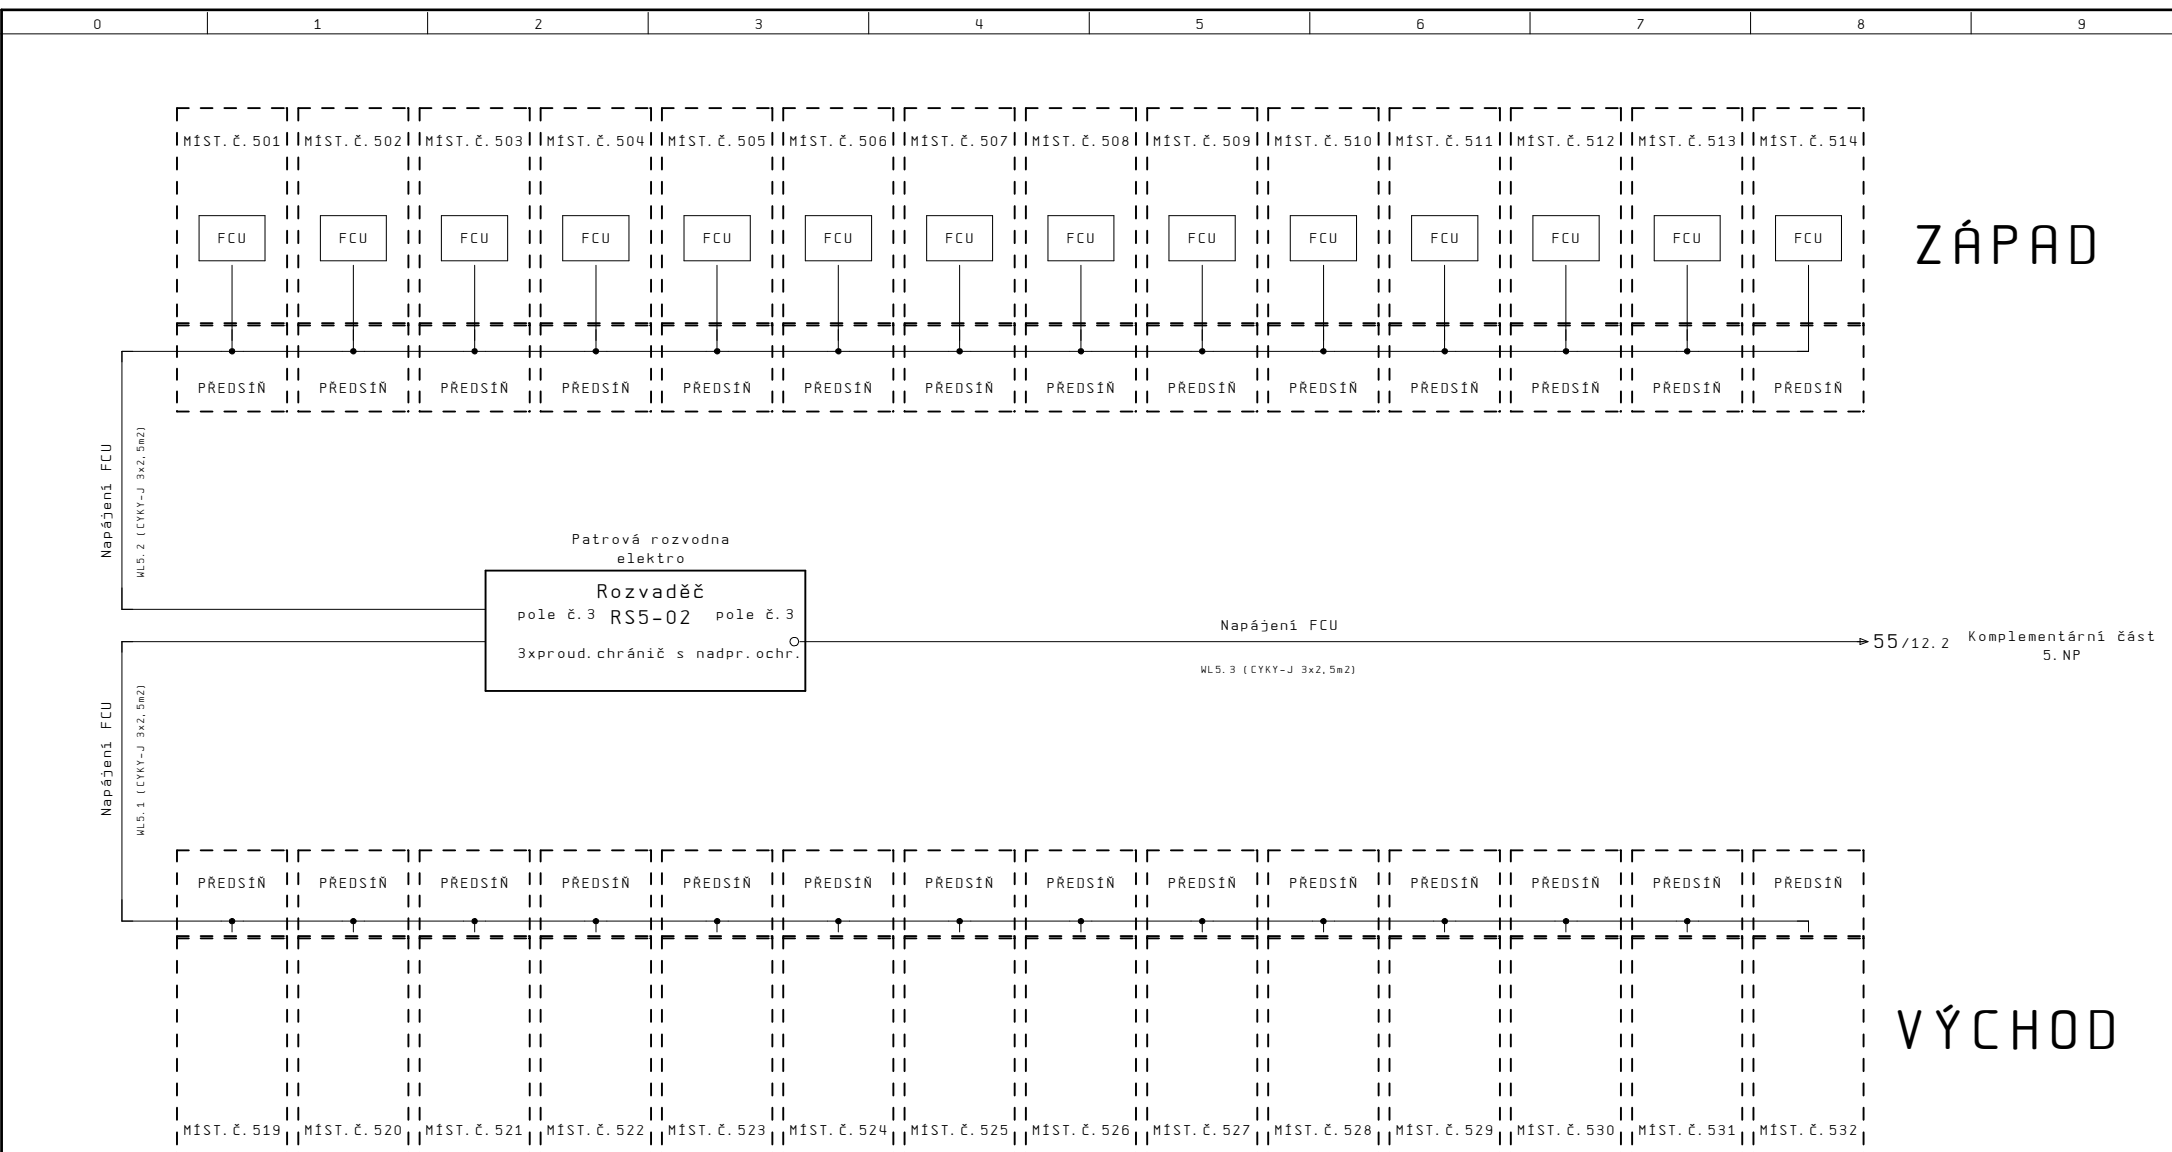 0 1 2 3 4 5 6 7 8 9
MÍST.Č.501 MÍST.Č.502 MÍST.Č.503 MÍST.Č.504 MÍST.Č.505 MÍST.Č.506 MÍST.Č.507 MÍST.Č.508 MÍST.Č.509 MÍST.Č.510 MÍST.Č.511 MÍST.Č.512 MÍST.Č.513 MÍST.Č.514
FCU FCU FCU FCU FCU FCU FCU FCU FCU FCU FCU FCU FCU FCU
ZÁPAD
PŘEDSÍŇ PŘEDSÍŇ PŘEDSÍŇ PŘEDSÍŇ PŘEDSÍŇ PŘEDSÍŇ PŘEDSÍŇ PŘEDSÍŇ PŘEDSÍŇ PŘEDSÍŇ PŘEDSÍŇ PŘEDSÍŇ PŘEDSÍŇ PŘEDSÍŇ
Napájení FCU
WL5.2 (CYKY-J 3x2,5m2)
Patrová rozvodna
elektro
Rozvaděč
pole č.3 RS5-02 pole č.3
3xproud.chránič s nadpr.ochr.
Napájení FCU
WL5.3 (CYKY-J 3x2,5m2)
55/12.2
Komplementární část
5.NP
Napájení FCU
WL5.1 (CYKY-J 3x2,5m2)
PŘEDSÍŇ PŘEDSÍŇ PŘEDSÍŇ PŘEDSÍŇ PŘEDSÍŇ PŘEDSÍŇ PŘEDSÍŇ PŘEDSÍŇ PŘEDSÍŇ PŘEDSÍŇ PŘEDSÍŇ PŘEDSÍŇ PŘEDSÍŇ PŘEDSÍŇ
VÝCHOD
MÍST.Č.519 MÍST.Č.520 MÍST.Č.521 MÍST.Č.522 MÍST.Č.523 MÍST.Č.524 MÍST.Č.525 MÍST.Č.526 MÍST.Č.527 MÍST.Č.528 MÍST.Č.529 MÍST.Č.530 MÍST.Č.531 MÍST.Č.532